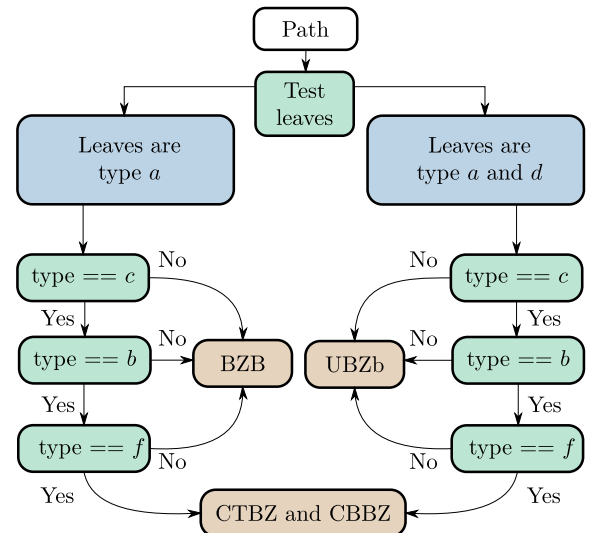 Path
Test
leaves
Leaves are
type a
Leaves are
type a and d
No
No
type == c
type == c
Yes
Yes
No
No
type == b
BZB
UBZb
type == b
Yes
Yes
type == f
type == f
No
No
Yes
Yes
CTBZ and CBBZ